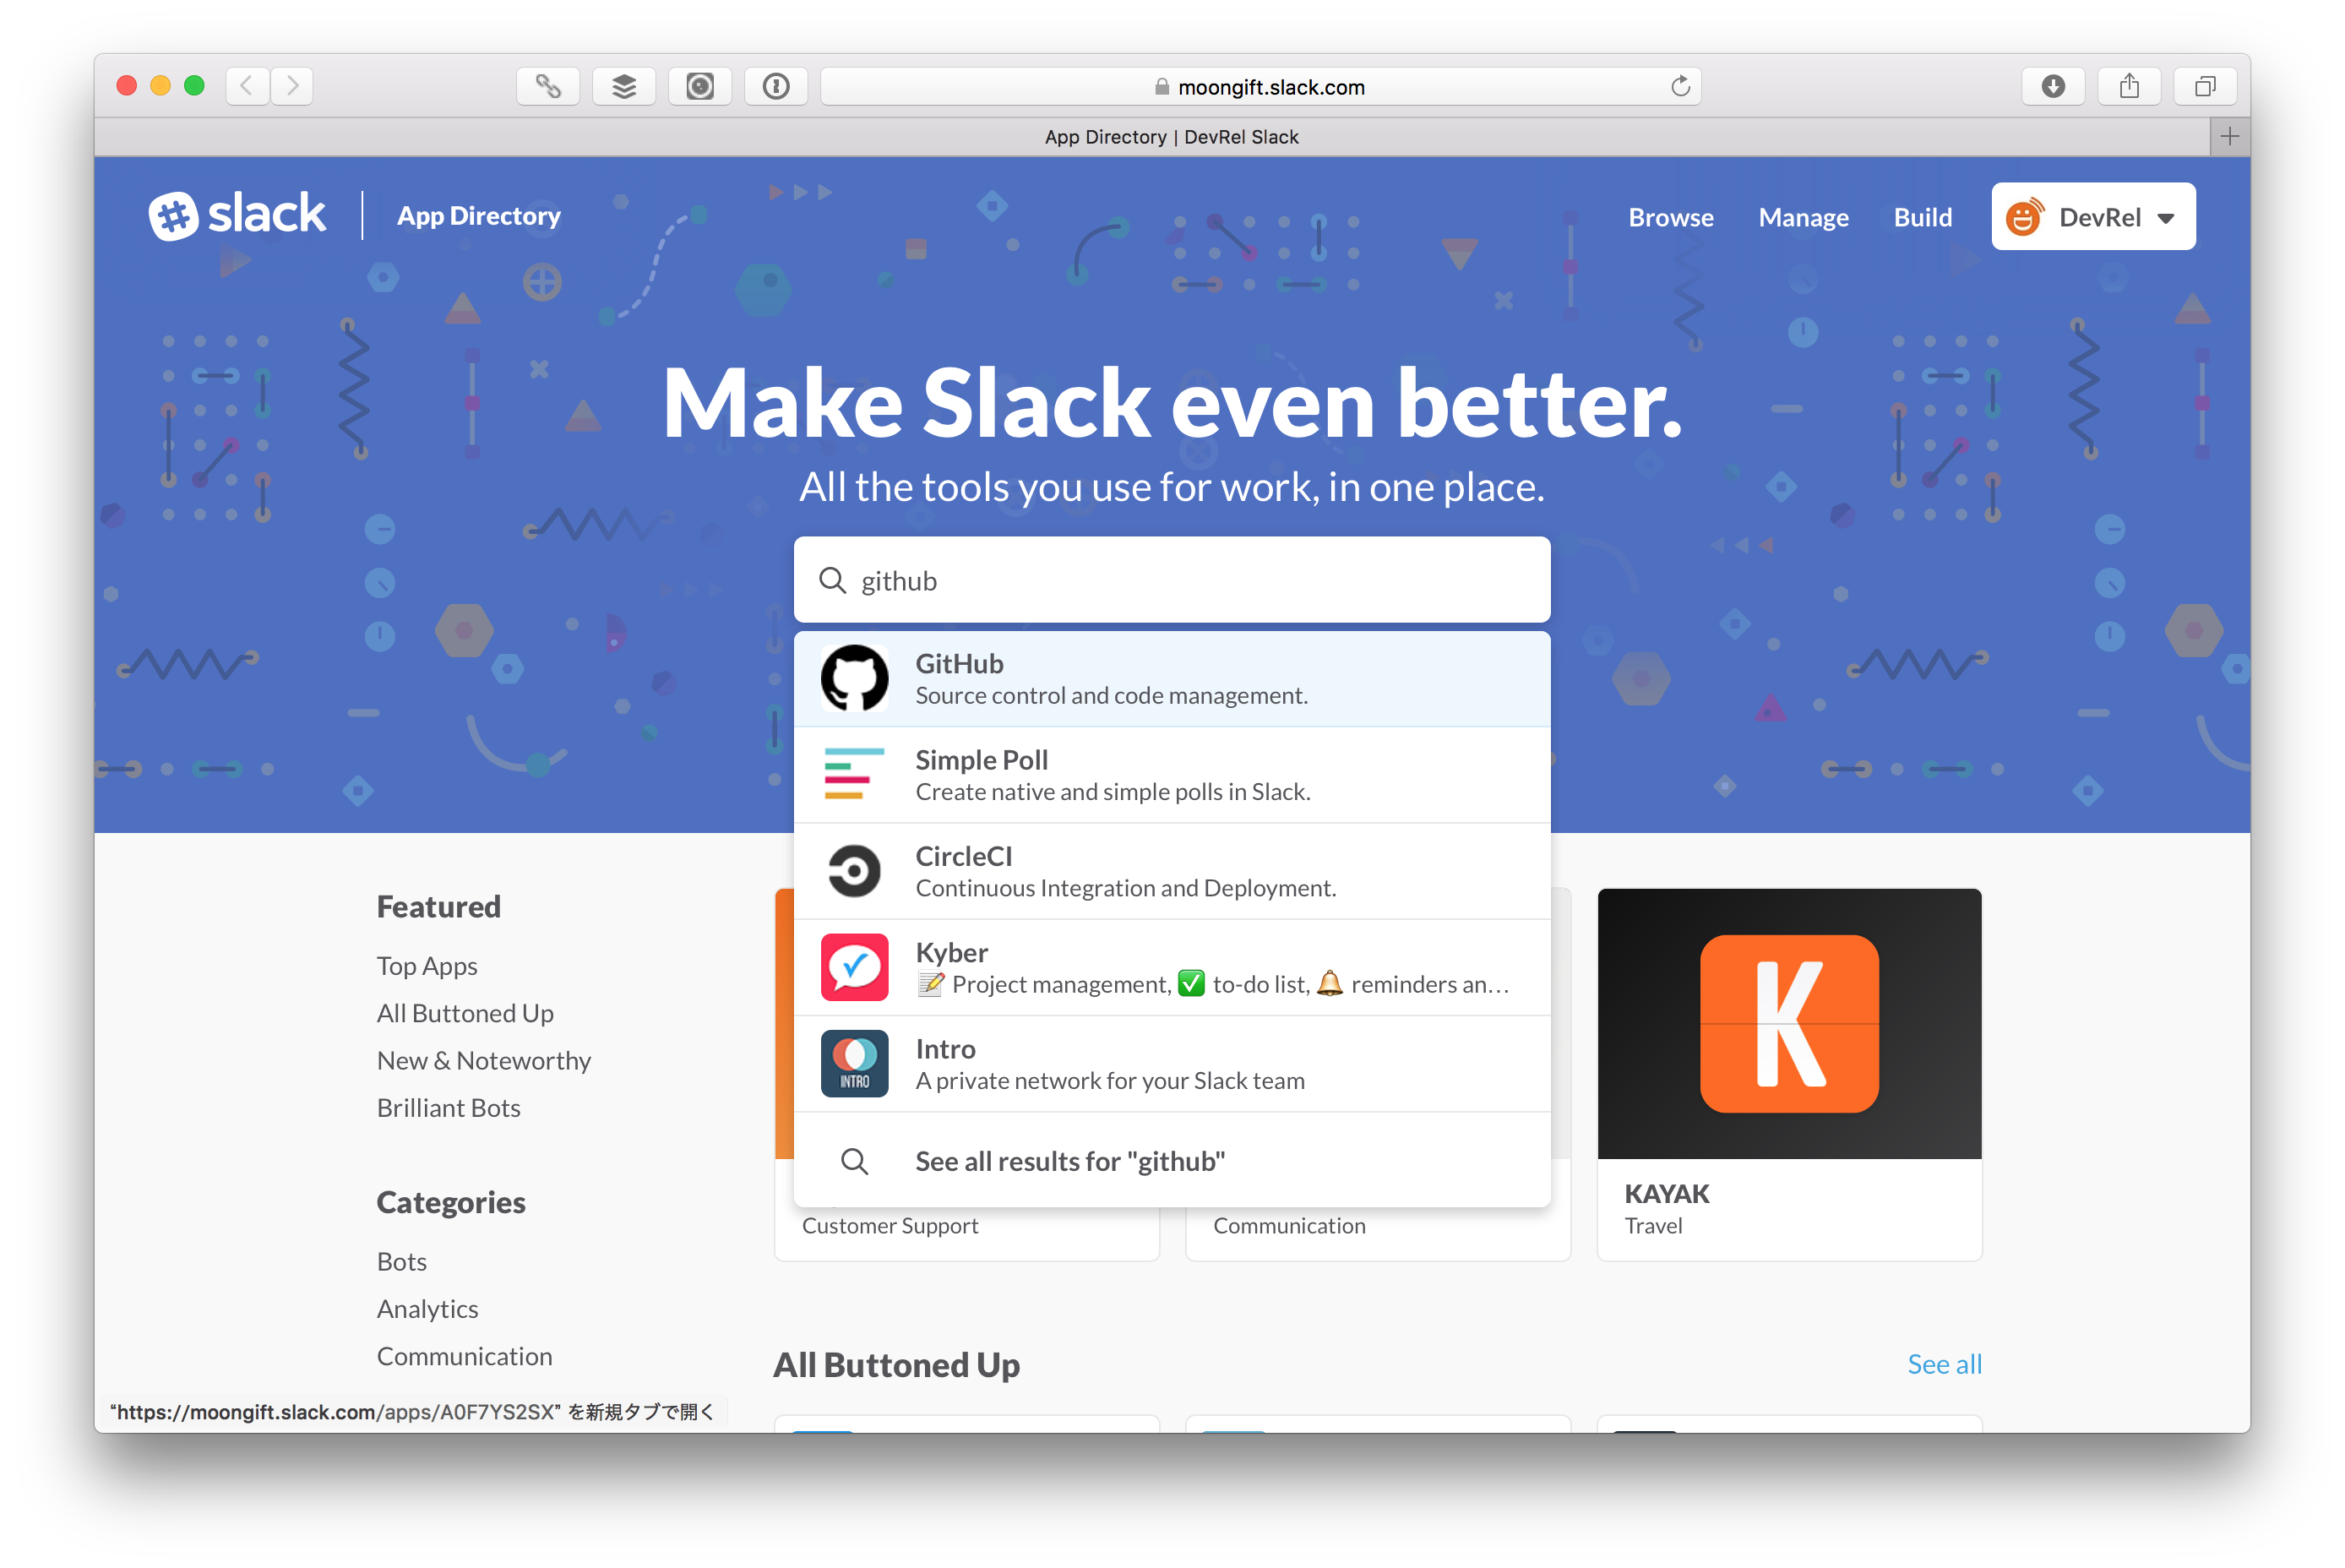 moongift.slack.com
App Directory | DevRel Slack
slack
App Directory
Browse
Manage
Build
DevRel
Make Slack even better.
All the tools you use for work, in one place.
github
GitHub
Source control and code management.
Simple Poll
Create native and simple polls in Slack.
CircleCI
Continuous Integration and Deployment.
Kyber
📝 Project management, ✅ to-do list, 🔔 reminders an…
INTRO
Intro
A private network for your Slack team
See all results for "github"
Featured
Top Apps
All Buttoned Up
New & Noteworthy
Brilliant Bots
Categories
Bots
Analytics
Communication
Customer Support
Communication
K
KAYAK
Travel
All Buttoned Up
See all
“https://moongift.slack.com/apps/A0F7YS2SX” を新規タブで開く